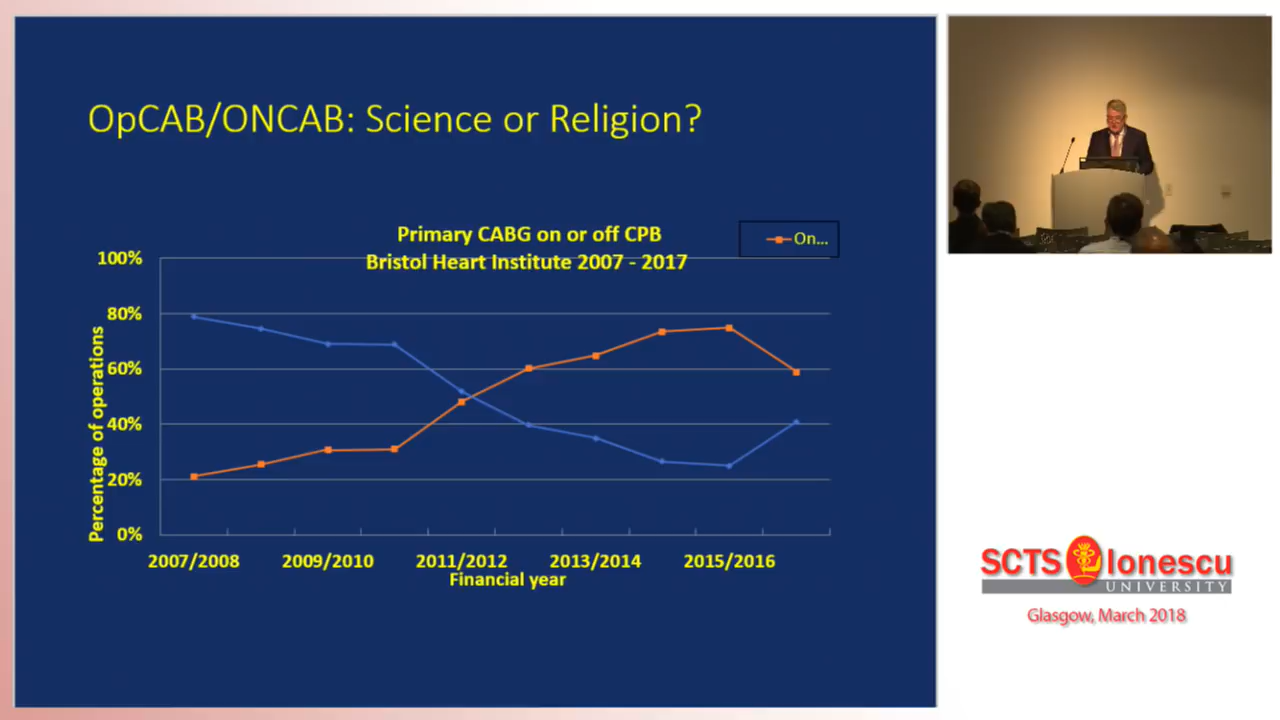 OpCAB/ONCAB: Science or Religion?
Primary CABG on or off CPB
Bristol Heart Institute 2007 - 2017
On...
Percentage of operations
100%
80%
60%
40%
20%
0%
2007/2008 2009/2010 2011/2012 2013/2014 2015/2016
Financial year
SCTS Ionescu
UNIVERSITY
Glasgow, March 2018